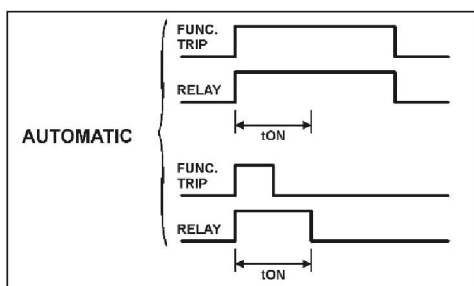 FUNC.
TRIP
RELAY
tON
AUTOMATIC
FUNC.
TRIP
RELAY
tON